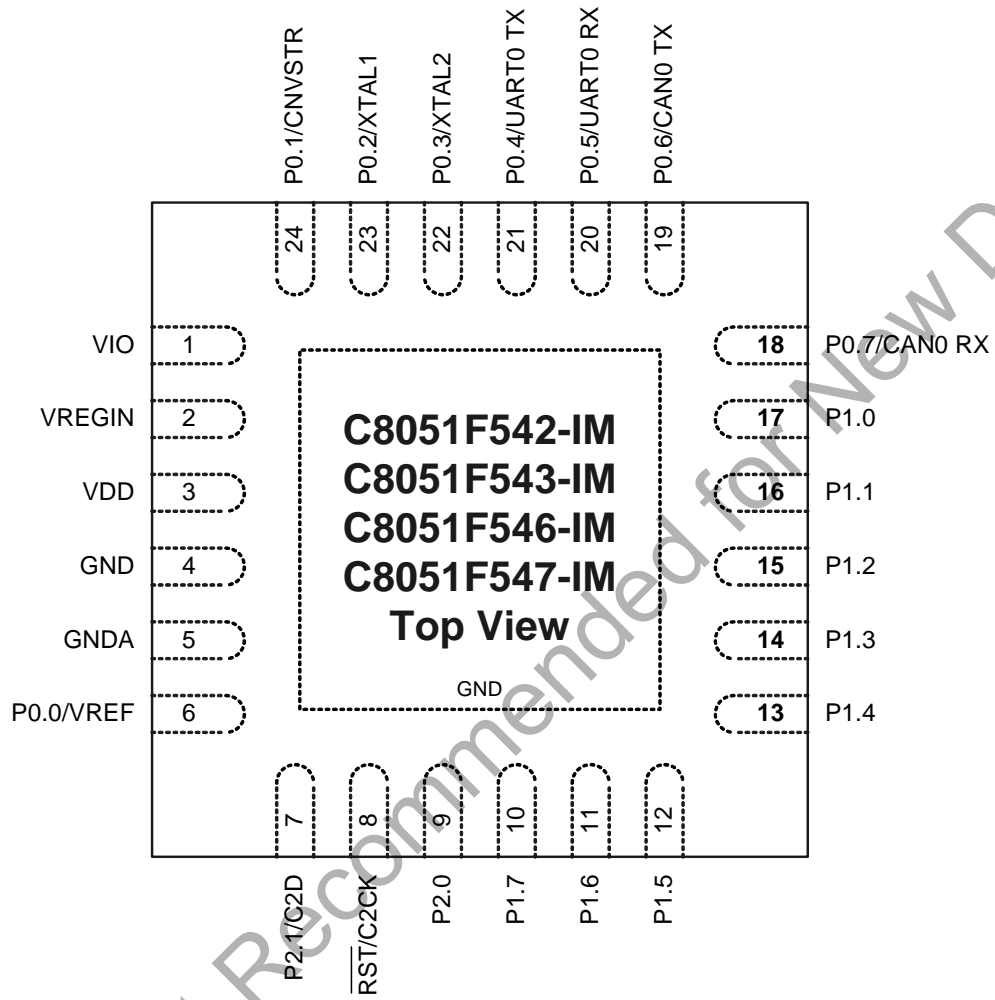 P0.1/CNVSTR
P0.2/XTAL1
P0.3/XTAL2
P0.4/UART0 TX
P0.5/UART0 RX
P0.6/CAN0 TX
24
23
22
21
20
19
VIO 1
VREGIN 2
VDD 3
GND 4
GNDA 5
P0.0/VREF 6
18 P0.7/CAN0 RX
17 P1.0
16 P1.1
15 P1.2
14 P1.3
13 P1.4
C8051F542-IM
C8051F543-IM
C8051F546-IM
C8051F547-IM
Top View
GND
7
8
9
10
11
12
P2.1/C2D
RST/C2CK
P2.0
P1.7
P1.6
P1.5
Recommended for New